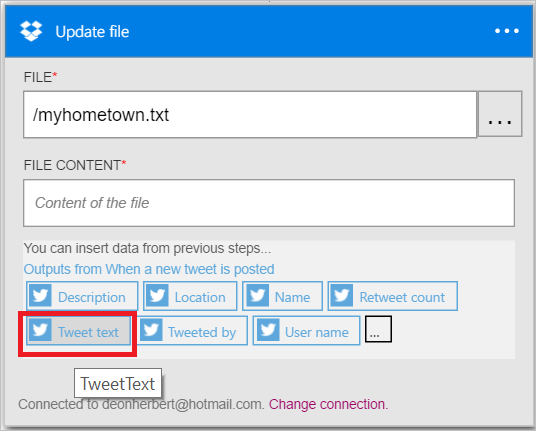 Update file
...
FILE*
/myhometown.txt
...
FILE CONTENT*
Content of the file
You can insert data from previous steps...
Outputs from When a new tweet is posted
Description Location Name Retweet count
Tweet text Tweeted by User name ...
TweetText
Connected to deonherbert@hotmail.com. Change connection.